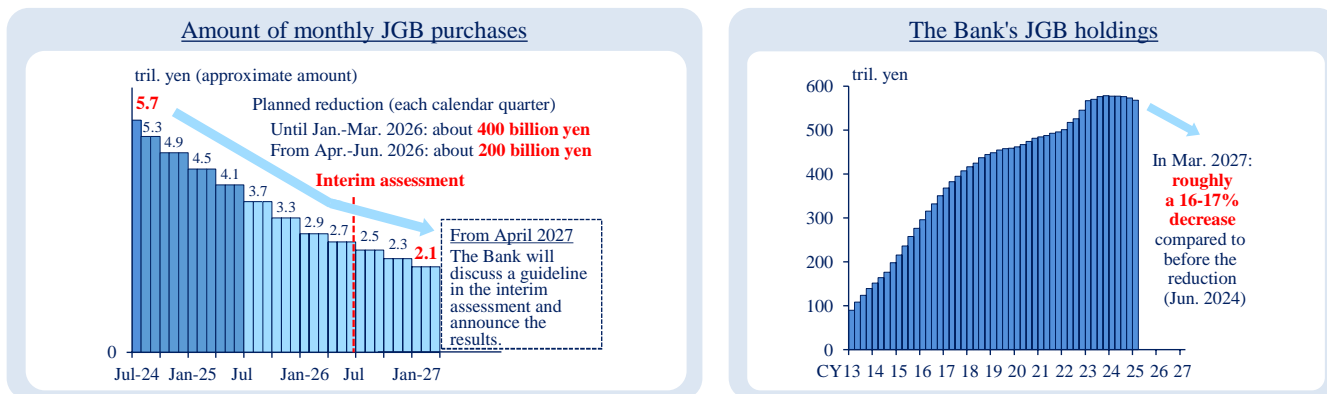 Amount of monthly JGB purchases
tril. yen (approximate amount)
5.7
Planned reduction (each calendar quarter)
Until Jan.-Mar. 2026: about 400 billion yen
From Apr.-Jun. 2026: about 200 billion yen
Interim assessment
5.3
4.9
4.5
4.1
3.7
3.3
2.9
2.7
2.5
2.3
2.1
From April 2027
The Bank will
discuss a guideline
in the interim
assessment and
announce the
results.
0
Jul-24 Jan-25 Jul Jan-26 Jul Jan-27
The Bank's JGB holdings
tril. yen
600
500
400
300
200
100
0
CY13 14 15 16 17 18 19 20 21 22 23 24 25 26 27
In Mar. 2027:
roughly
a 16-17%
decrease
compared to
before the
reduction
(Jun. 2024)